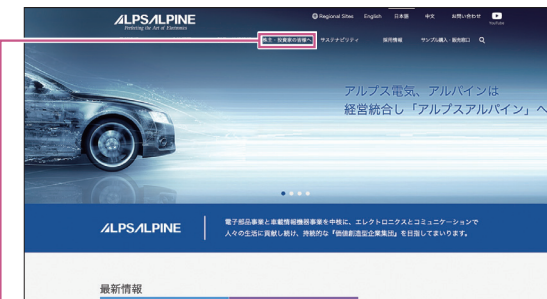 ALPSALPINE
Perfecting the Art of Electronics
Regional Sites English 日本語 中文 お問い合わせ YouTube
株主・投資家の皆様へ サステナビリティ 採用情報 サンプル購入・販売窓口
アルプス電気、アルパインは
経営統合し「アルプスアルパイン」へ
ALPSALPINE
電子部品事業と車載情報機器事業を中核に、エレクトロニクスとコミュニケーションで
人々の生活に貢献し続け、持続的な「価値創造型企業集団」を目指してまいります。
最新情報